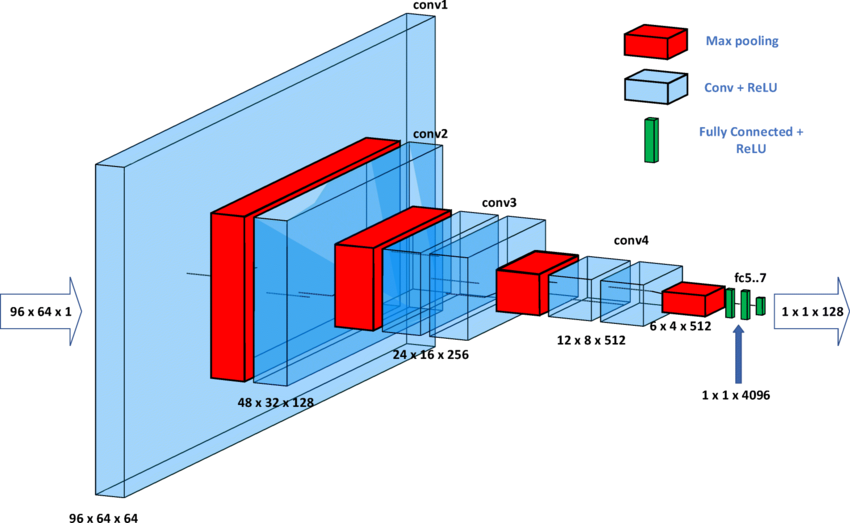 conv1
Max pooling
Conv + ReLU
Fully Connected +
ReLU
conv2
conv3
conv4
fc5..7
96 x 64 x 1
1 x 1 x 128
6 x 4 x 512
12 x 8 x 512
24 x 16 x 256
1 x 1 x 4096
48 x 32 x 128
96 x 64 x 64